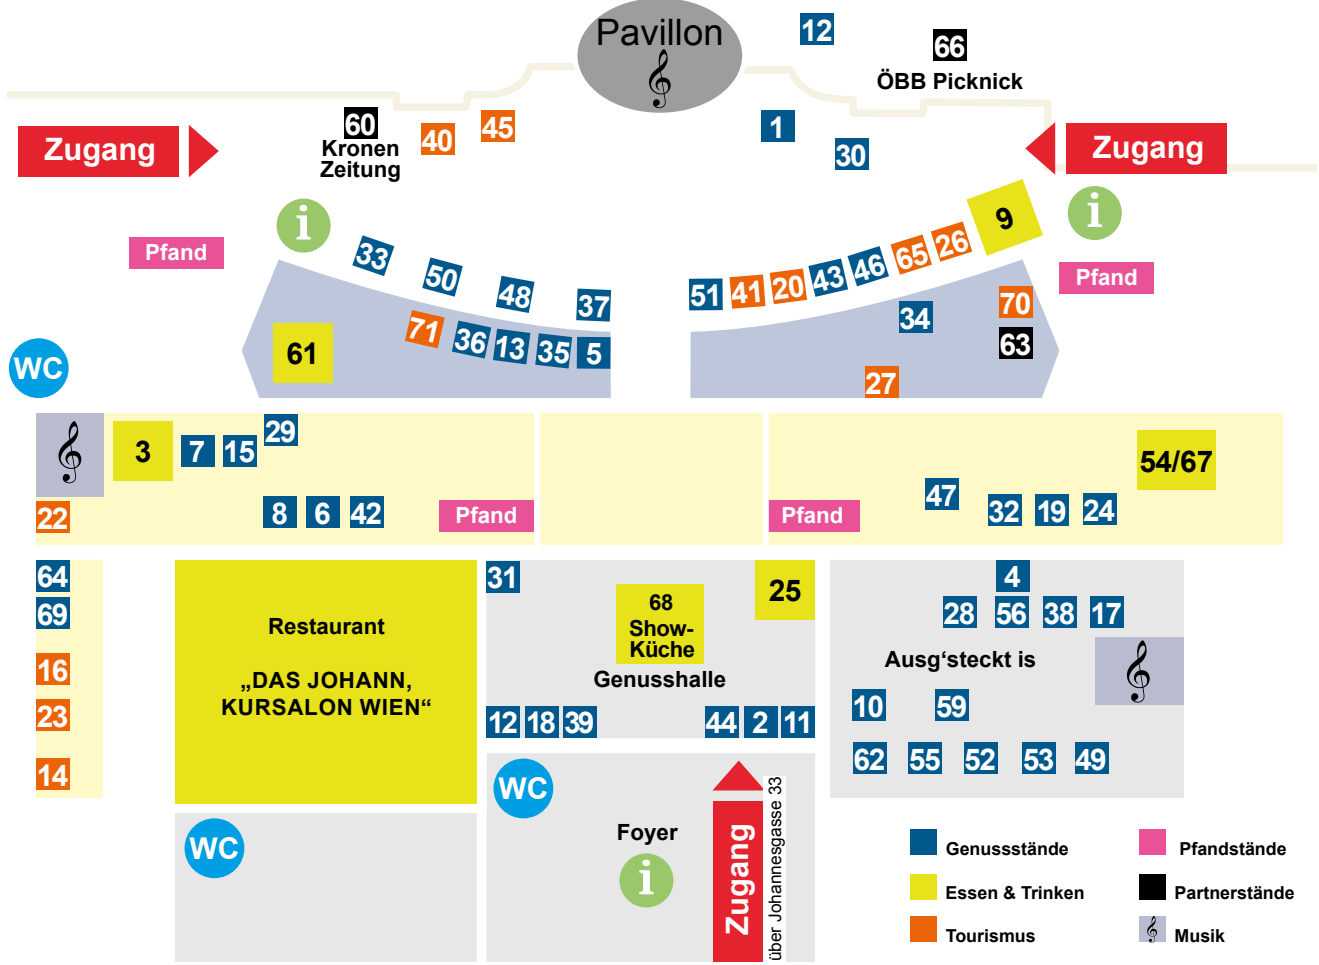 Pavillon
12
66
ÖBB Picknick
60
Kronen
Zeitung
40
45
1
30
Zugang
Zugang
i
i
9
Pfand
Pfand
33
50
48
37
51
41
20
43
46
65
26
71
36
13
35
5
34
70
63
61
27
WC
3
7
15
29
54/67
22
8
6
42
Pfand
Pfand
47
32
19
24
64
69
16
23
14
Restaurant
„DAS JOHANN,
KURSALON WIEN“
31
68
Show-
Küche
25
Genusshalle
12
18
39
44
2
11
4
28
56
38
17
Ausg‘steckt is
10
59
62
55
52
53
49
WC
WC
Foyer
i
Zugang
über Johannesgasse 33
Genussstände
Essen & Trinken
Tourismus
Pfandstände
Partnerstände
Musik